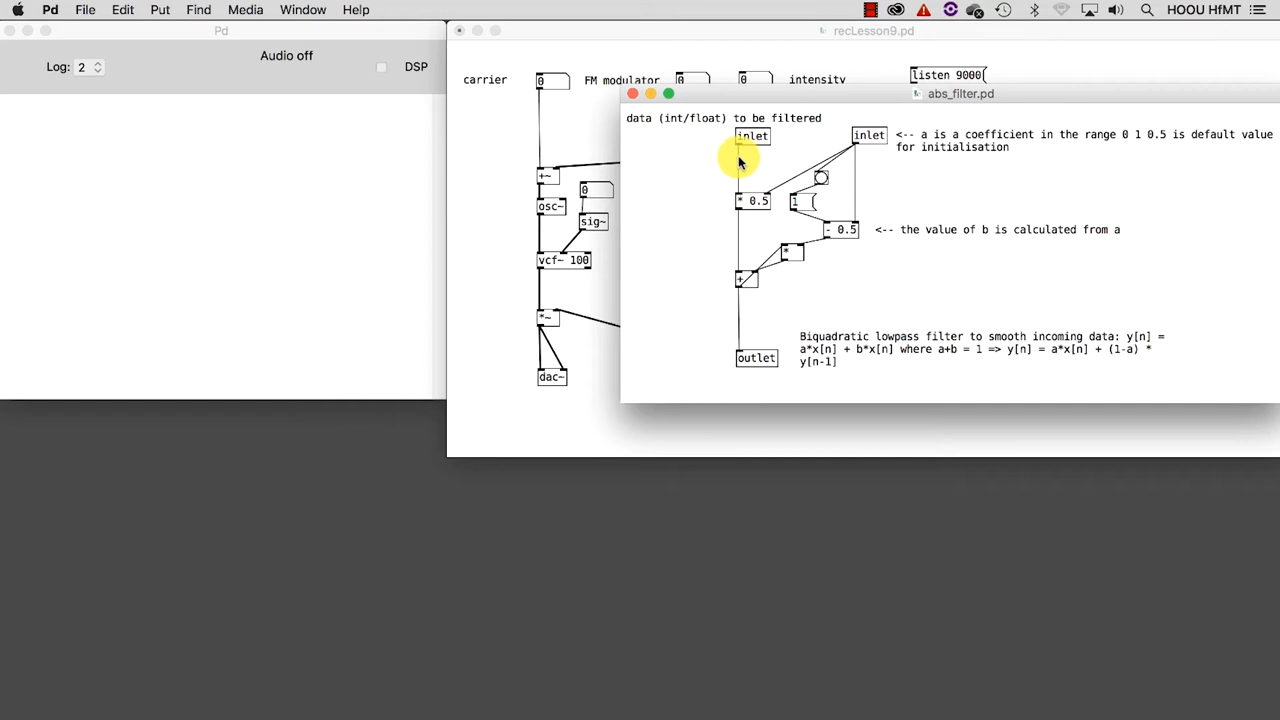 Pd File Edit Put Find Media Window Help HOOU HfMT
Pd
recLesson9.pd
Audio off
Log: 2
DSP
carrier
0
FM modulator
0
0
intensity
listen 9000
abs_filter.pd
data (int/float) to be filtered
inlet
inlet
<-- a is a coefficient in the range 0 1 0.5 is default value
for initialisation
+~
0
osc~
* 0.5
1
sig~
- 0.5
<-- the value of b is calculated from a
*
vcf~ 100
+
*~
Biquadratic lowpass filter to smooth incoming data: y[n] =
a*x[n] + b*x[n] where a+b = 1 => y[n] = a*x[n] + (1-a) *
y[n-1]
outlet
dac~